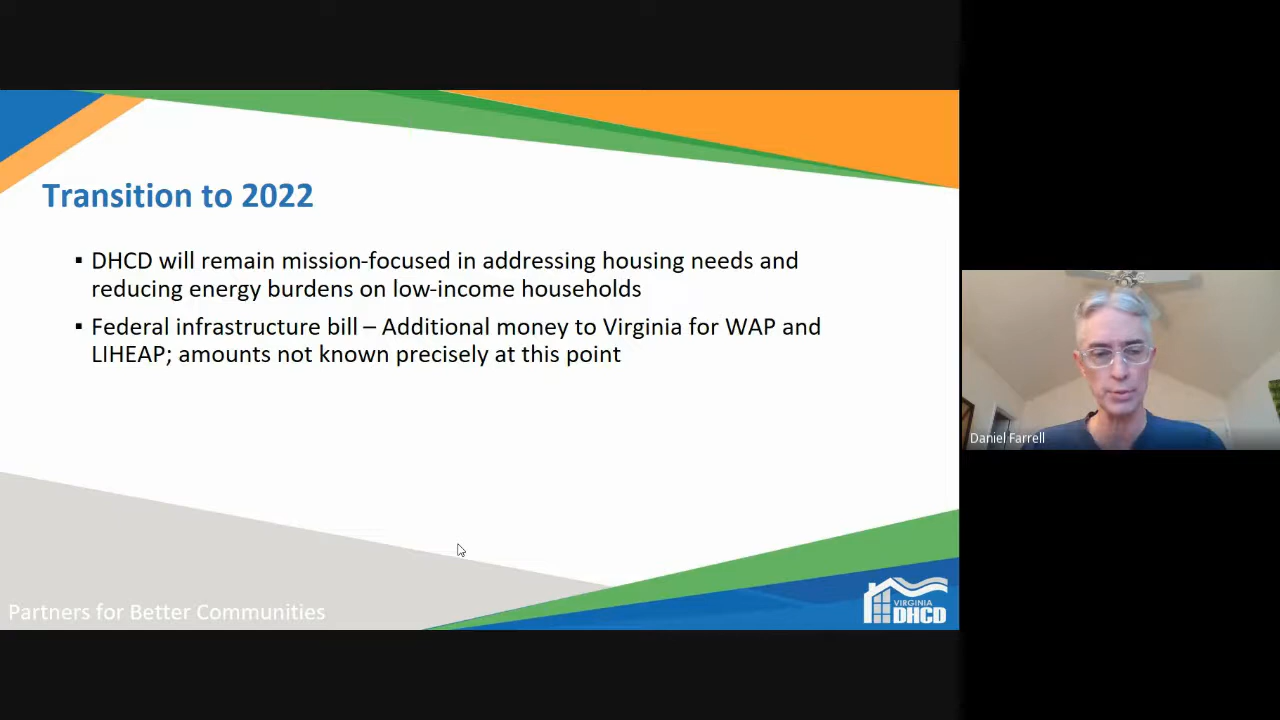 Transition to 2022
▪ DHCD will remain mission-focused in addressing housing needs and
reducing energy burdens on low-income households
▪ Federal infrastructure bill – Additional money to Virginia for WAP and
LIHEAP; amounts not known precisely at this point
Partners for Better Communities
VIRGINIA
DHCD
Daniel Farrell